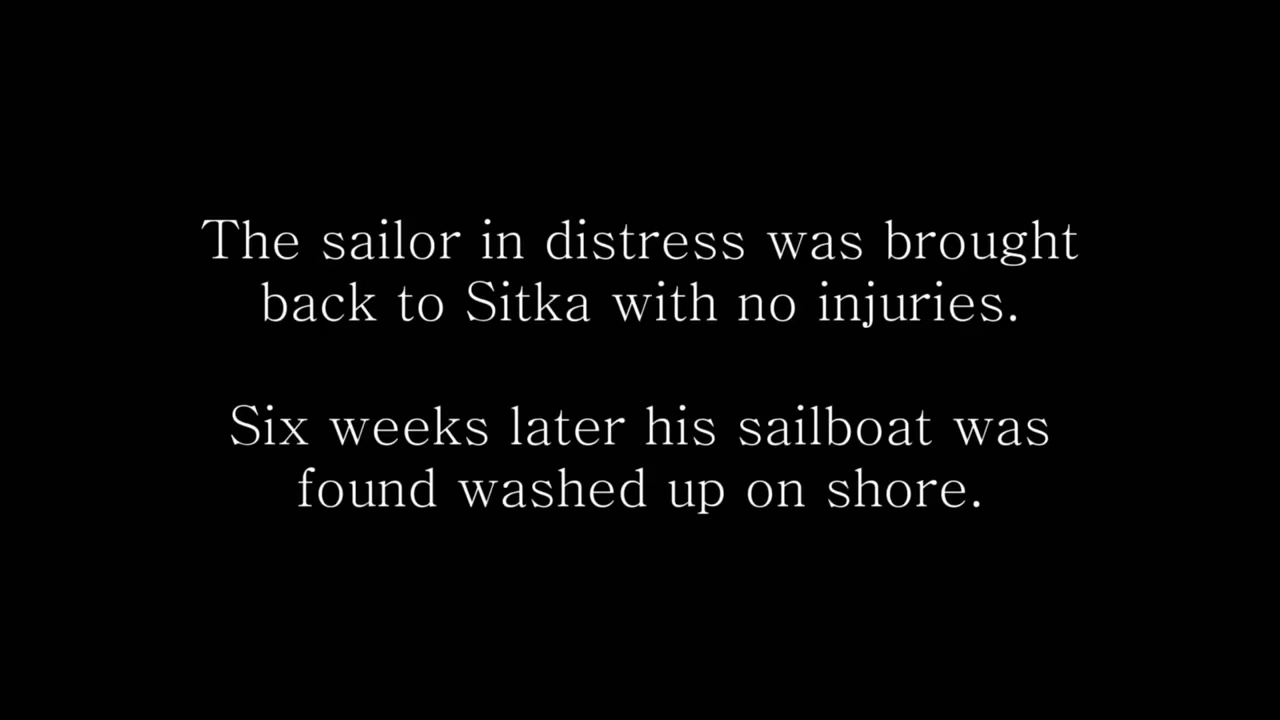 The sailor in distress was brought
back to Sitka with no injuries.
Six weeks later his sailboat was
found washed up on shore.